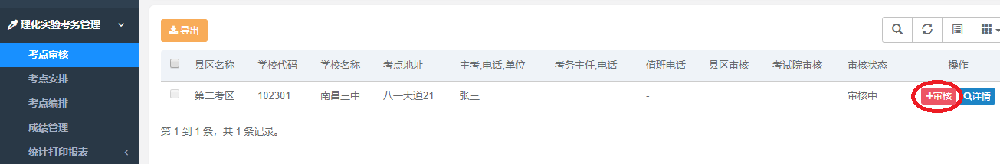 理化实验考务管理
考点审核
考点安排
考点编排
成绩管理
统计打印报表
导出
县区名称 学校代码 学校名称 考点地址 主考,电话,单位 考务主任,电话 值班电话 县区审核 考试院审核 审核状态 操作
第二考区 102301 南昌三中 八一大道21 张三 - 审核中 +审核 详情
第 1 到 1 条，共 1 条记录。